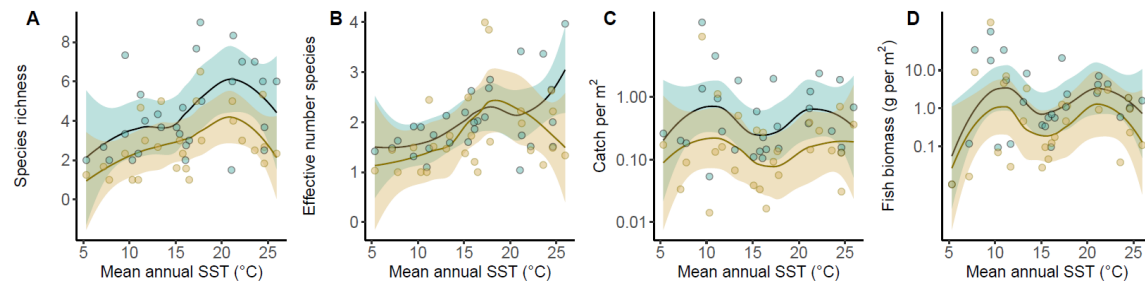 A
Species richness
8
6
4
2
0
5 10 15 20 25
Mean annual SST (°C)
B
Effective number species
4
3
2
1
5 10 15 20 25
Mean annual SST (°C)
C
Catch per m²
1.00
0.10
0.01
5 10 15 20 25
Mean annual SST (°C)
D
Fish biomass (g per m²)
10.0
1.0
0.1
5 10 15 20 25
Mean annual SST (°C)